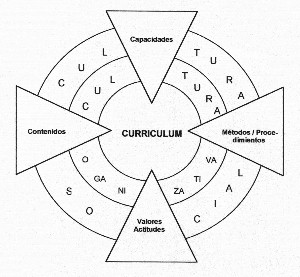 Capacidades
C U L T U R A
C U L T U R A
Contenidos
CURRICULUM
Métodos / Proce-
dimientos
O GA NI ZA TI VA
S O C I A L
Valores
Actitudes